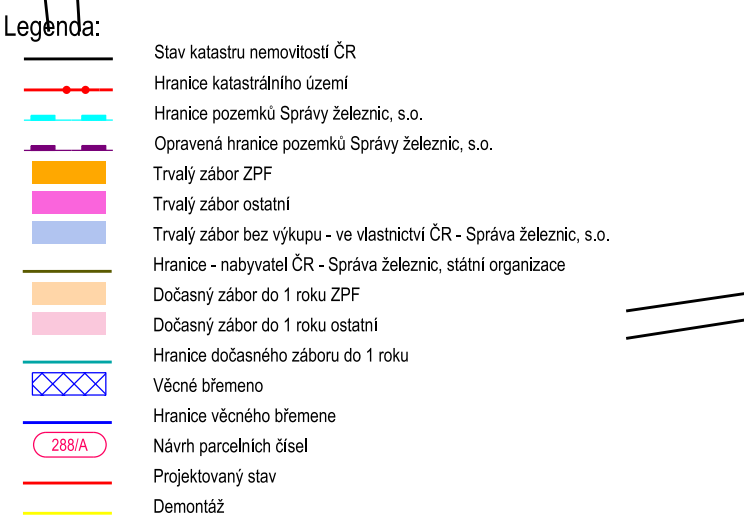 Legenda:
Stav katastru nemovitostí ČR
Hranice katastrálního území
Hranice pozemků Správy železnic, s.o.
Opravená hranice pozemků Správy železnic, s.o.
Trvalý zábor ZPF
Trvalý zábor ostatní
Trvalý zábor bez výkupu - ve vlastnictví ČR - Správa železnic, s.o.
Hranice - nabyvatel ČR - Správa železnic, státní organizace
Dočasný zábor do 1 roku ZPF
Dočasný zábor do 1 roku ostatní
Hranice dočasného záboru do 1 roku
Věcné břemeno
Hranice věcného břemene
288/A Návrh parcelních čísel
Projektovaný stav
Demontáž